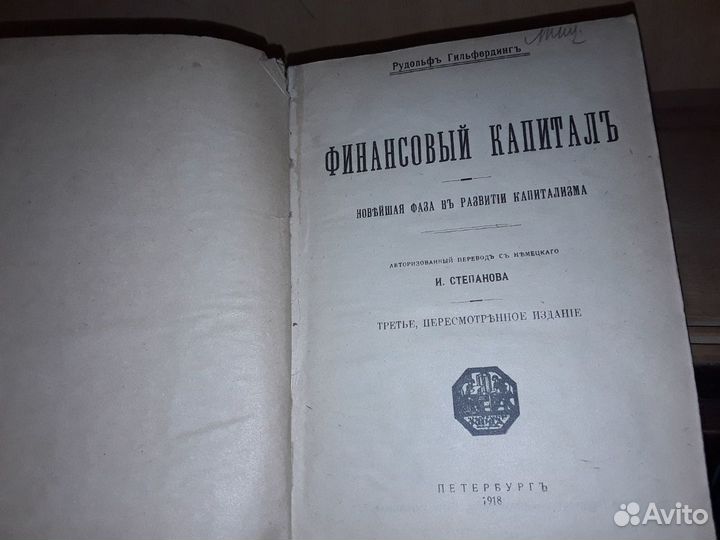 Рудольфъ Гильфердингъ
ФИНАНСОВЫЙ КАПИТАЛЪ
НОВѢЙШАЯ ФАЗА ВЪ РАЗВИТІИ КАПИТАЛИЗМА
АВТОРИЗОВАННЫЙ ПЕРЕВОДЪ СЪ НѢМЕЦКАГО
И. СТЕПАНОВА
ТРЕТЬЕ, ПЕРЕСМОТРѢННОЕ ИЗДАНІЕ
ПЕТЕРБУРГЪ
1918
Avito